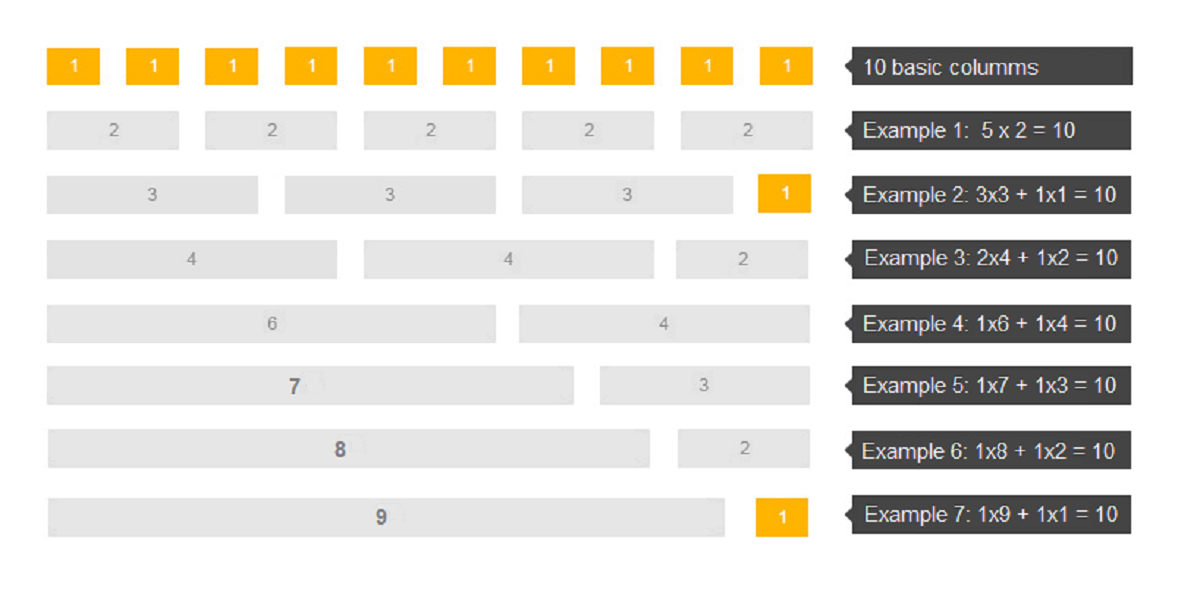 1 1 1 1 1 1 1 1 1 1 10 basic columms
2 2 2 2 2 Example 1: 5 x 2 = 10
3 3 3 1 Example 2: 3x3 + 1x1 = 10
4 4 2 Example 3: 2x4 + 1x2 = 10
6 4 Example 4: 1x6 + 1x4 = 10
7 3 Example 5: 1x7 + 1x3 = 10
8 2 Example 6: 1x8 + 1x2 = 10
9 1 Example 7: 1x9 + 1x1 = 10